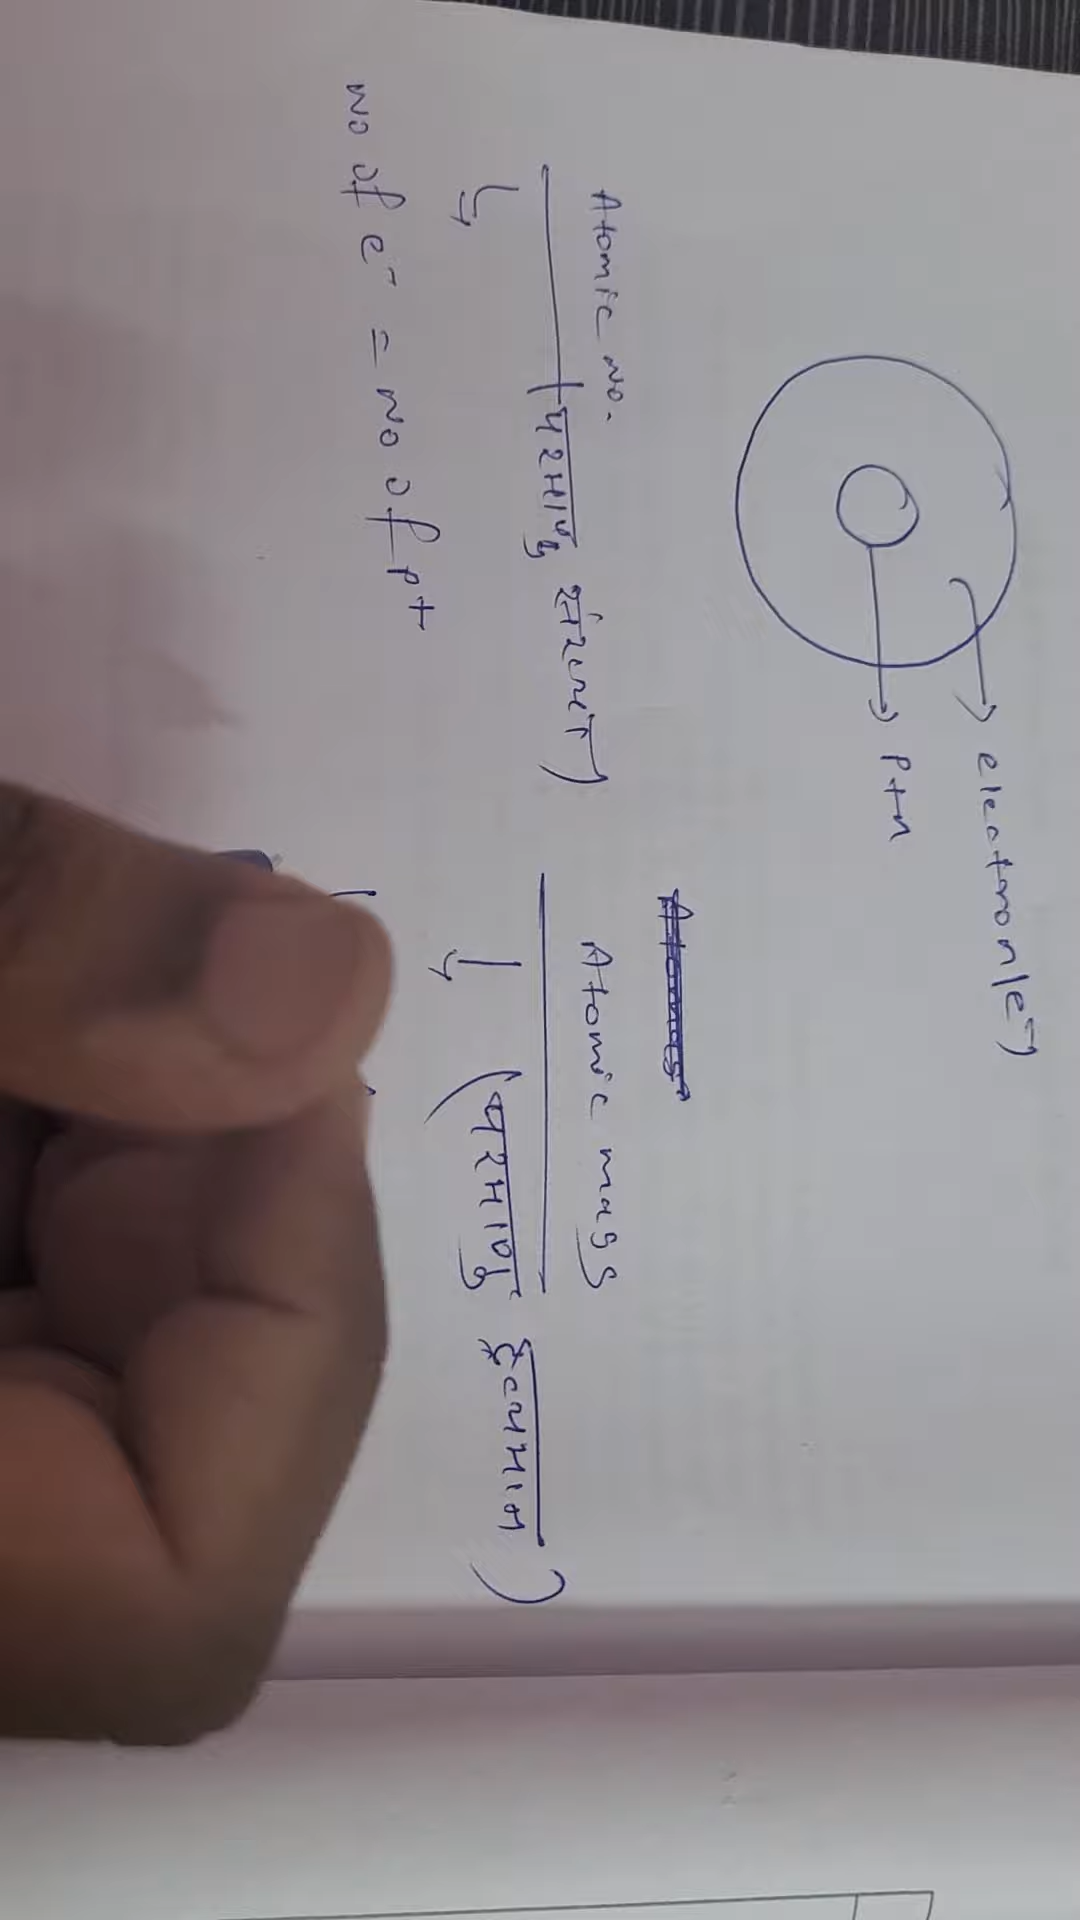 electron(e⁻)
P+n
Atomic no.
(परमाणु संख्या)
no of e⁻ = no of p+
Atomic mass
(परमाणु द्रव्यमान)